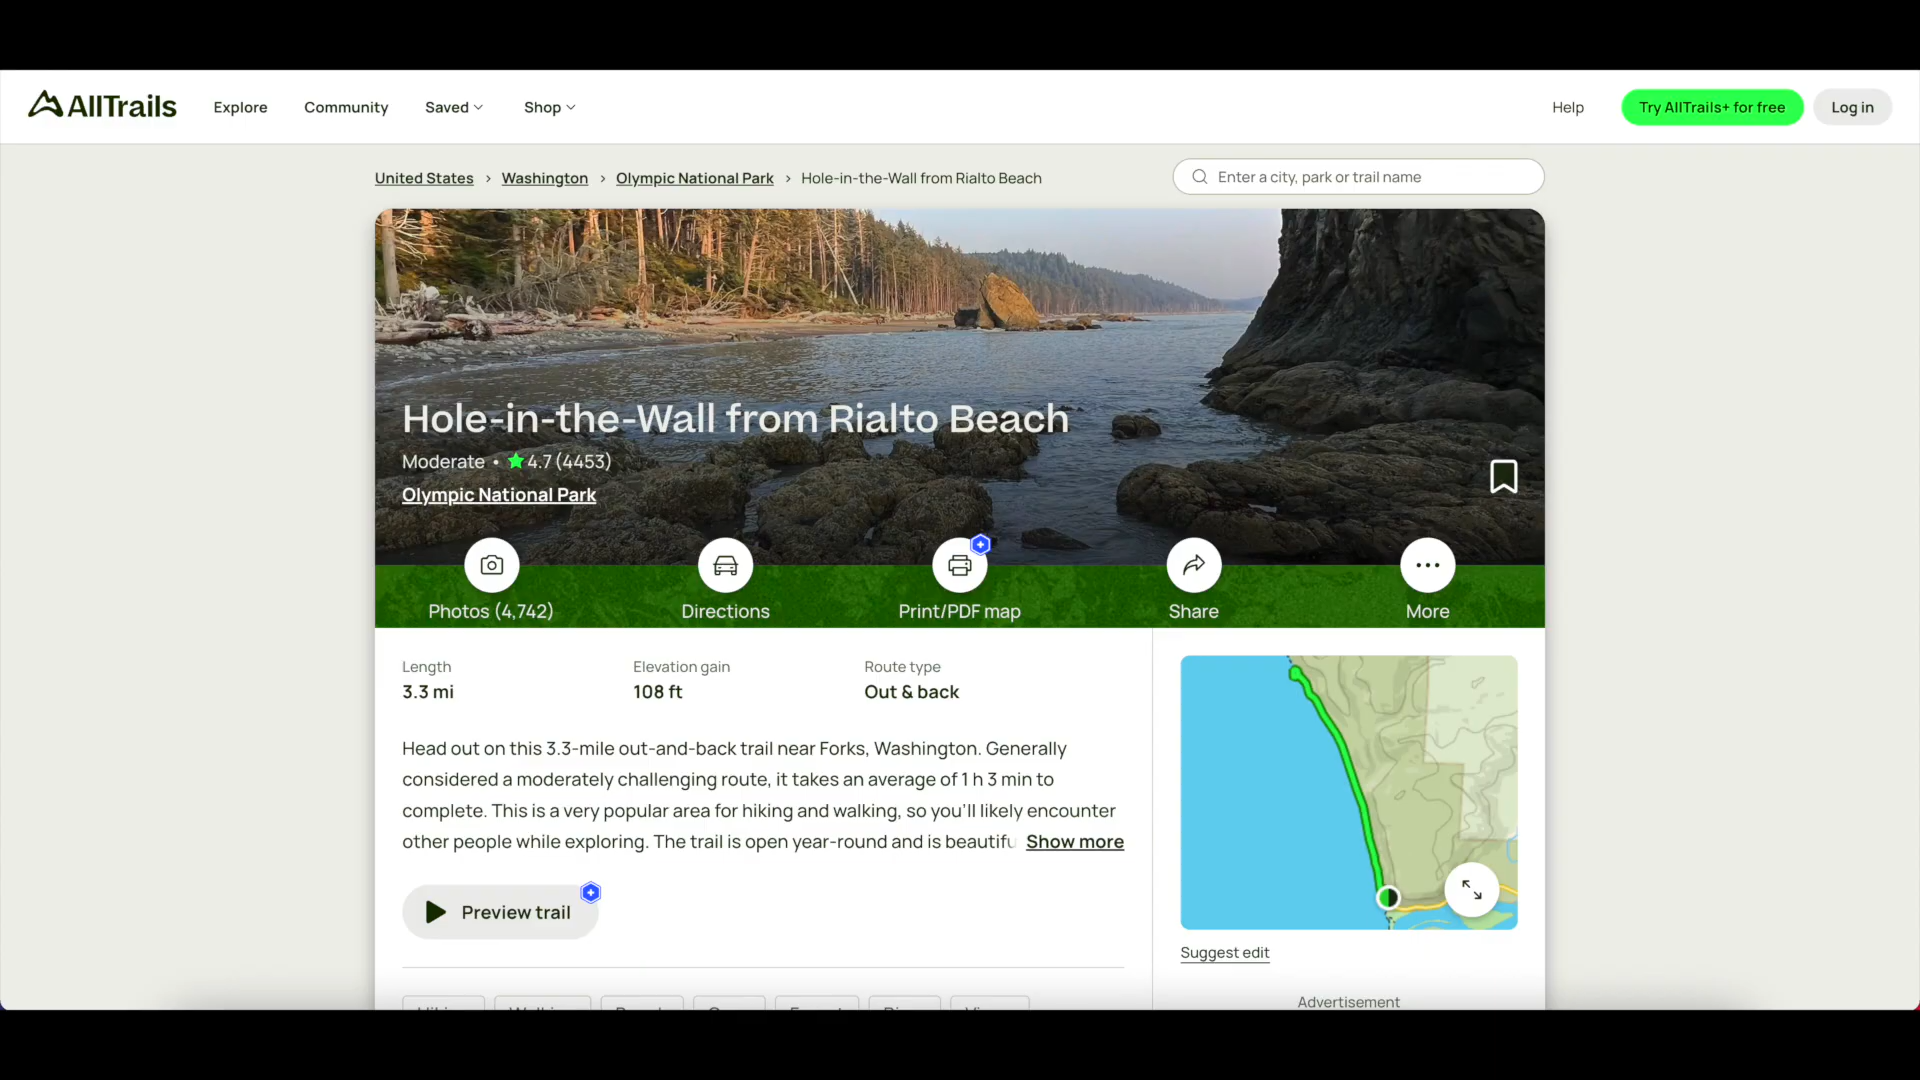 AllTrails Explore Community Saved Shop Help Try AllTrails+ for free Log in
United States > Washington > Olympic National Park > Hole-in-the-Wall from Rialto Beach
Enter a city, park or trail name
Hole-in-the-Wall from Rialto Beach
Moderate • 4.7 (4453)
Olympic National Park
Photos (4,742) Directions Print/PDF map Share More
Length Elevation gain Route type
3.3 mi 108 ft Out & back
Head out on this 3.3-mile out-and-back trail near Forks, Washington. Generally
considered a moderately challenging route, it takes an average of 1 h 3 min to
complete. This is a very popular area for hiking and walking, so you'll likely encounter
other people while exploring. The trail is open year-round and is beautifu Show more
Preview trail
Suggest edit
Advertisement